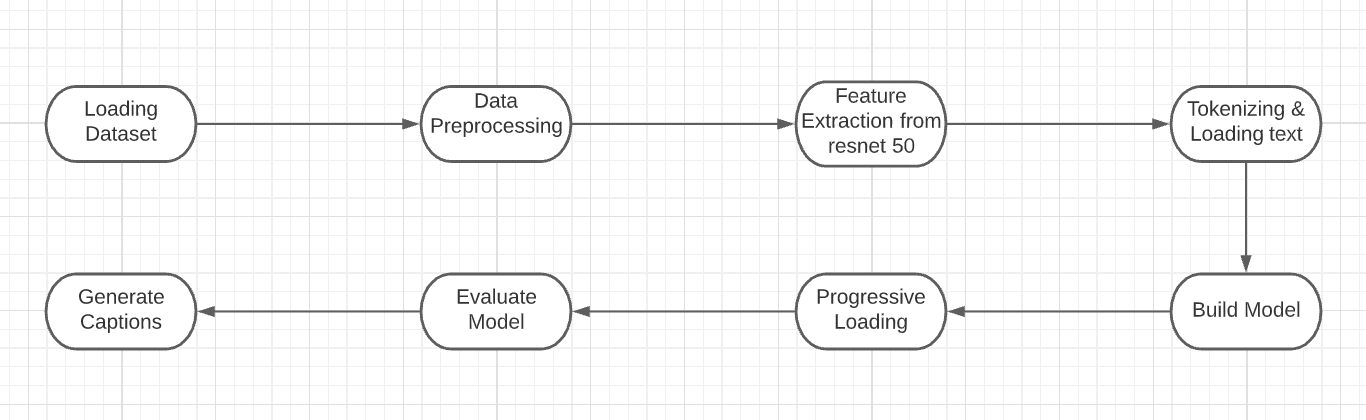 Loading
Dataset
Data
Preprocessing
Feature
Extraction from
resnet 50
Tokenizing &
Loading text
Build Model
Progressive
Loading
Evaluate
Model
Generate
Captions